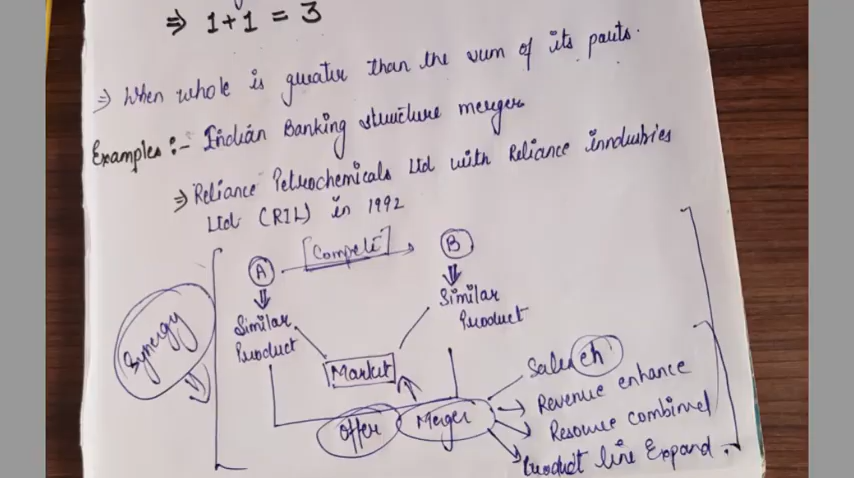 ⇒ 1+1 = 3
⇒ When whole is greater than the sum of its parts.
Examples :- Indian Banking structure merger
⇒ Reliance Petrochemicals Ltd with Reliance inndustries
Ltd (RIL) in 1992
A [Compete] B
Similar
Product
Similar
Product
Synergy
Market
Sales
Offer Merger
Revenue enhance
Resource combined
Product line Expand.